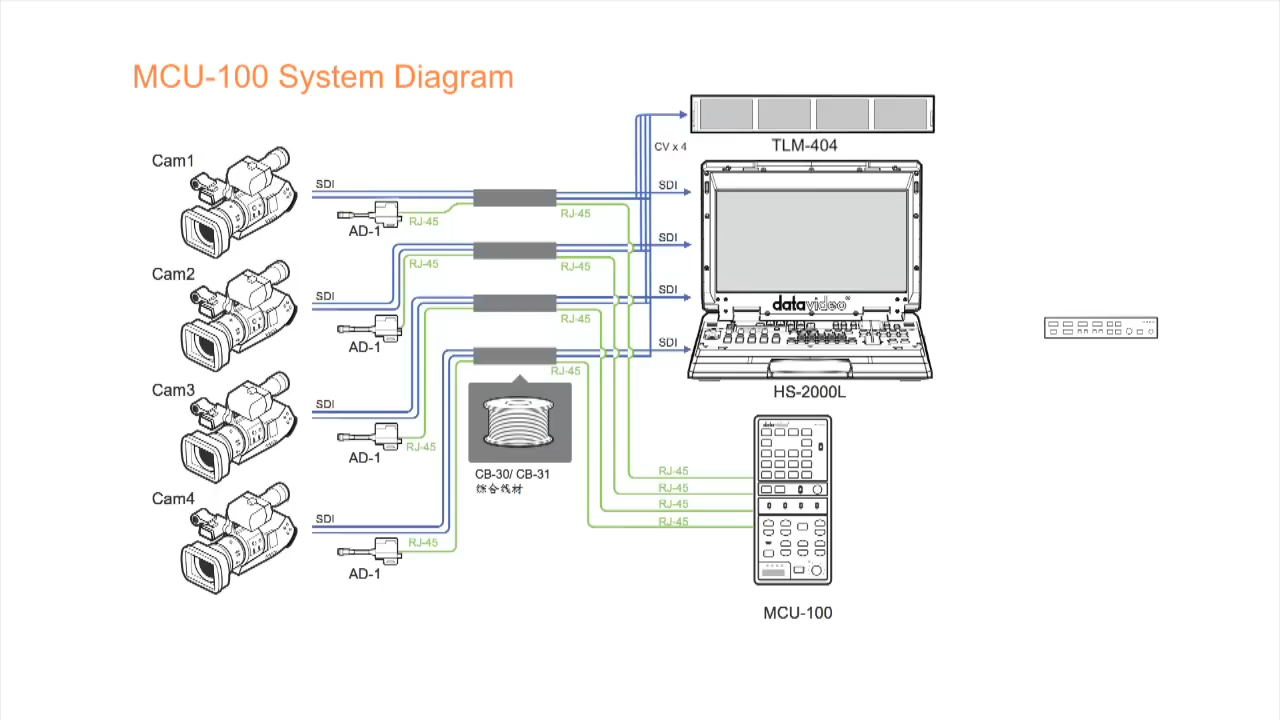 MCU-100 System Diagram
TLM-404
CV x 4
Cam1
SDI
SDI
AD-1
RJ-45
RJ-45
SDI
Cam2
RJ-45
RJ-45
SDI
SDI
datavideo
AD-1
RJ-45
SDI
Cam3
RJ-45
HS-2000L
SDI
AD-1
RJ-45
CB-30/ CB-31
综合线材
RJ-45
RJ-45
RJ-45
RJ-45
Cam4
SDI
RJ-45
AD-1
datavideo
MCU-100